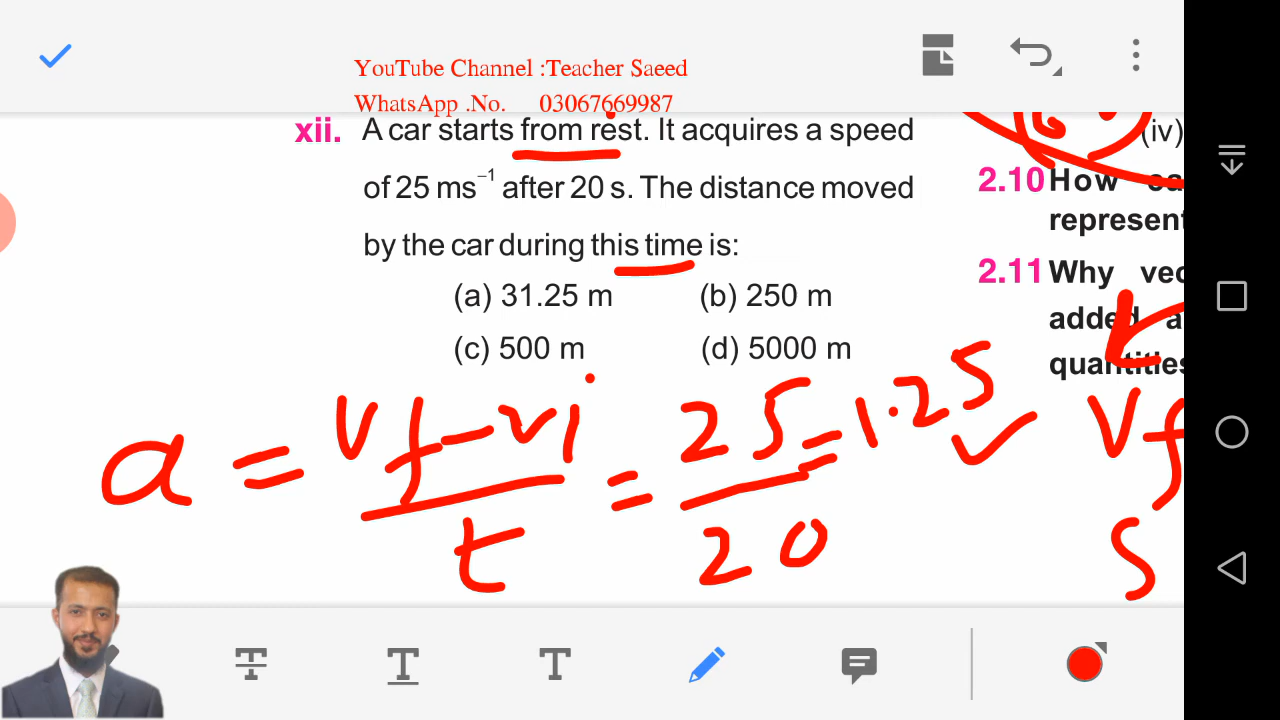 YouTube Channel :Teacher Saeed
WhatsApp .No. 03067669987
xii. A car starts from rest. It acquires a speed
of 25 ms⁻¹ after 20 s. The distance moved
by the car during this time is:
(a) 31.25 m (b) 250 m
(c) 500 m (d) 5000 m
a = vf-vi/t = 25/20 = 1.25
(iv)
2.10 How
represent
2.11 Why
added
quantities
Vf
S
T T T